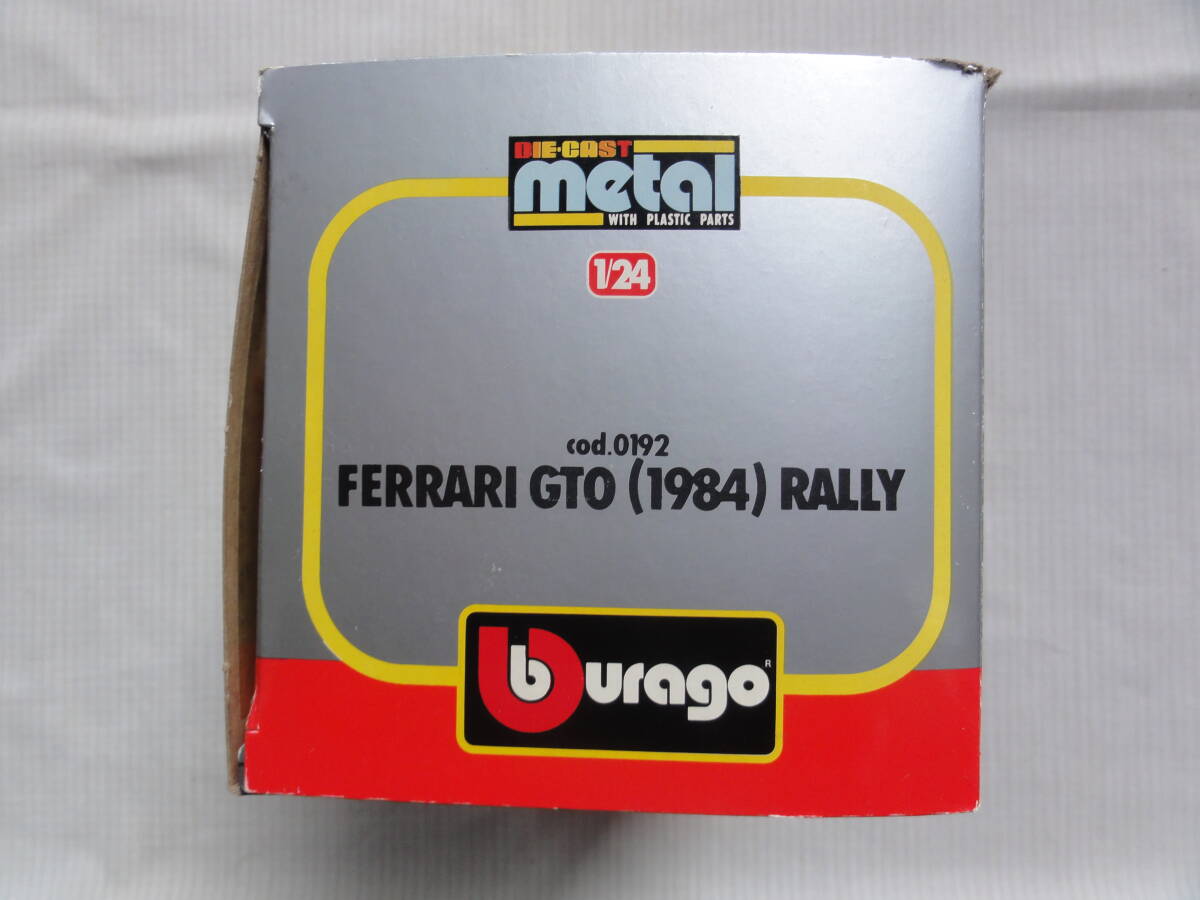 DIE·CAST
metal
WITH PLASTIC PARTS
1/24
cod.0192
FERRARI GTO (1984) RALLY
burago®